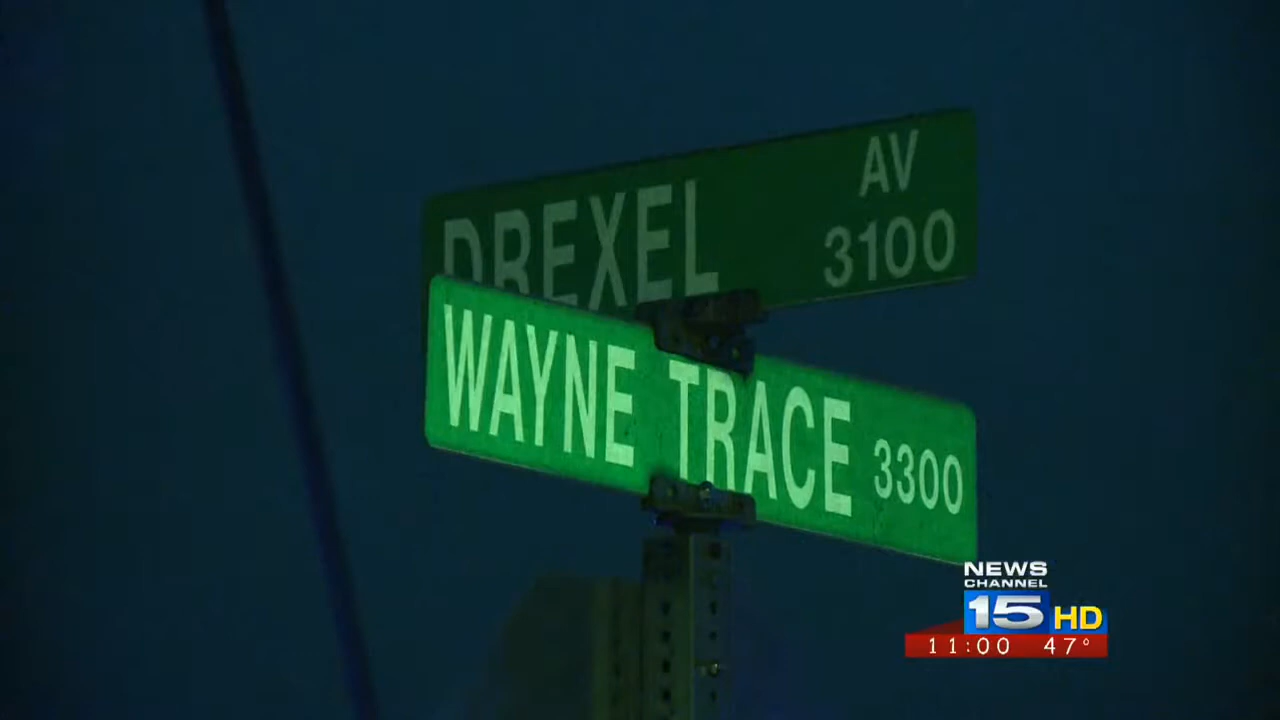 DREXEL AV
3100
WAYNE TRACE 3300
NEWS
CHANNEL
15 HD
11:00 47°